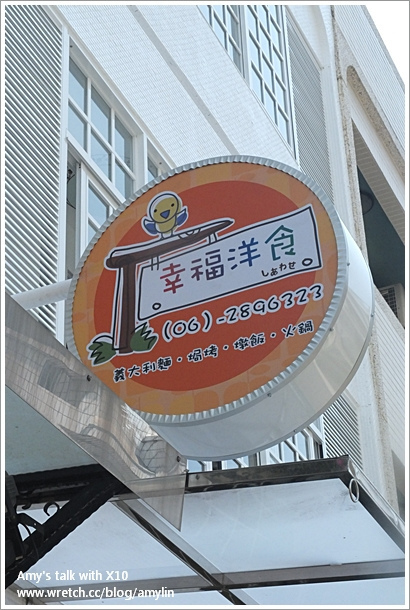 幸福洋食
しあわせ
(06)-2896323
義大利麵·焗烤·燉飯·火鍋
Amy's talk with X10
www.wretch.cc/blog/amylin